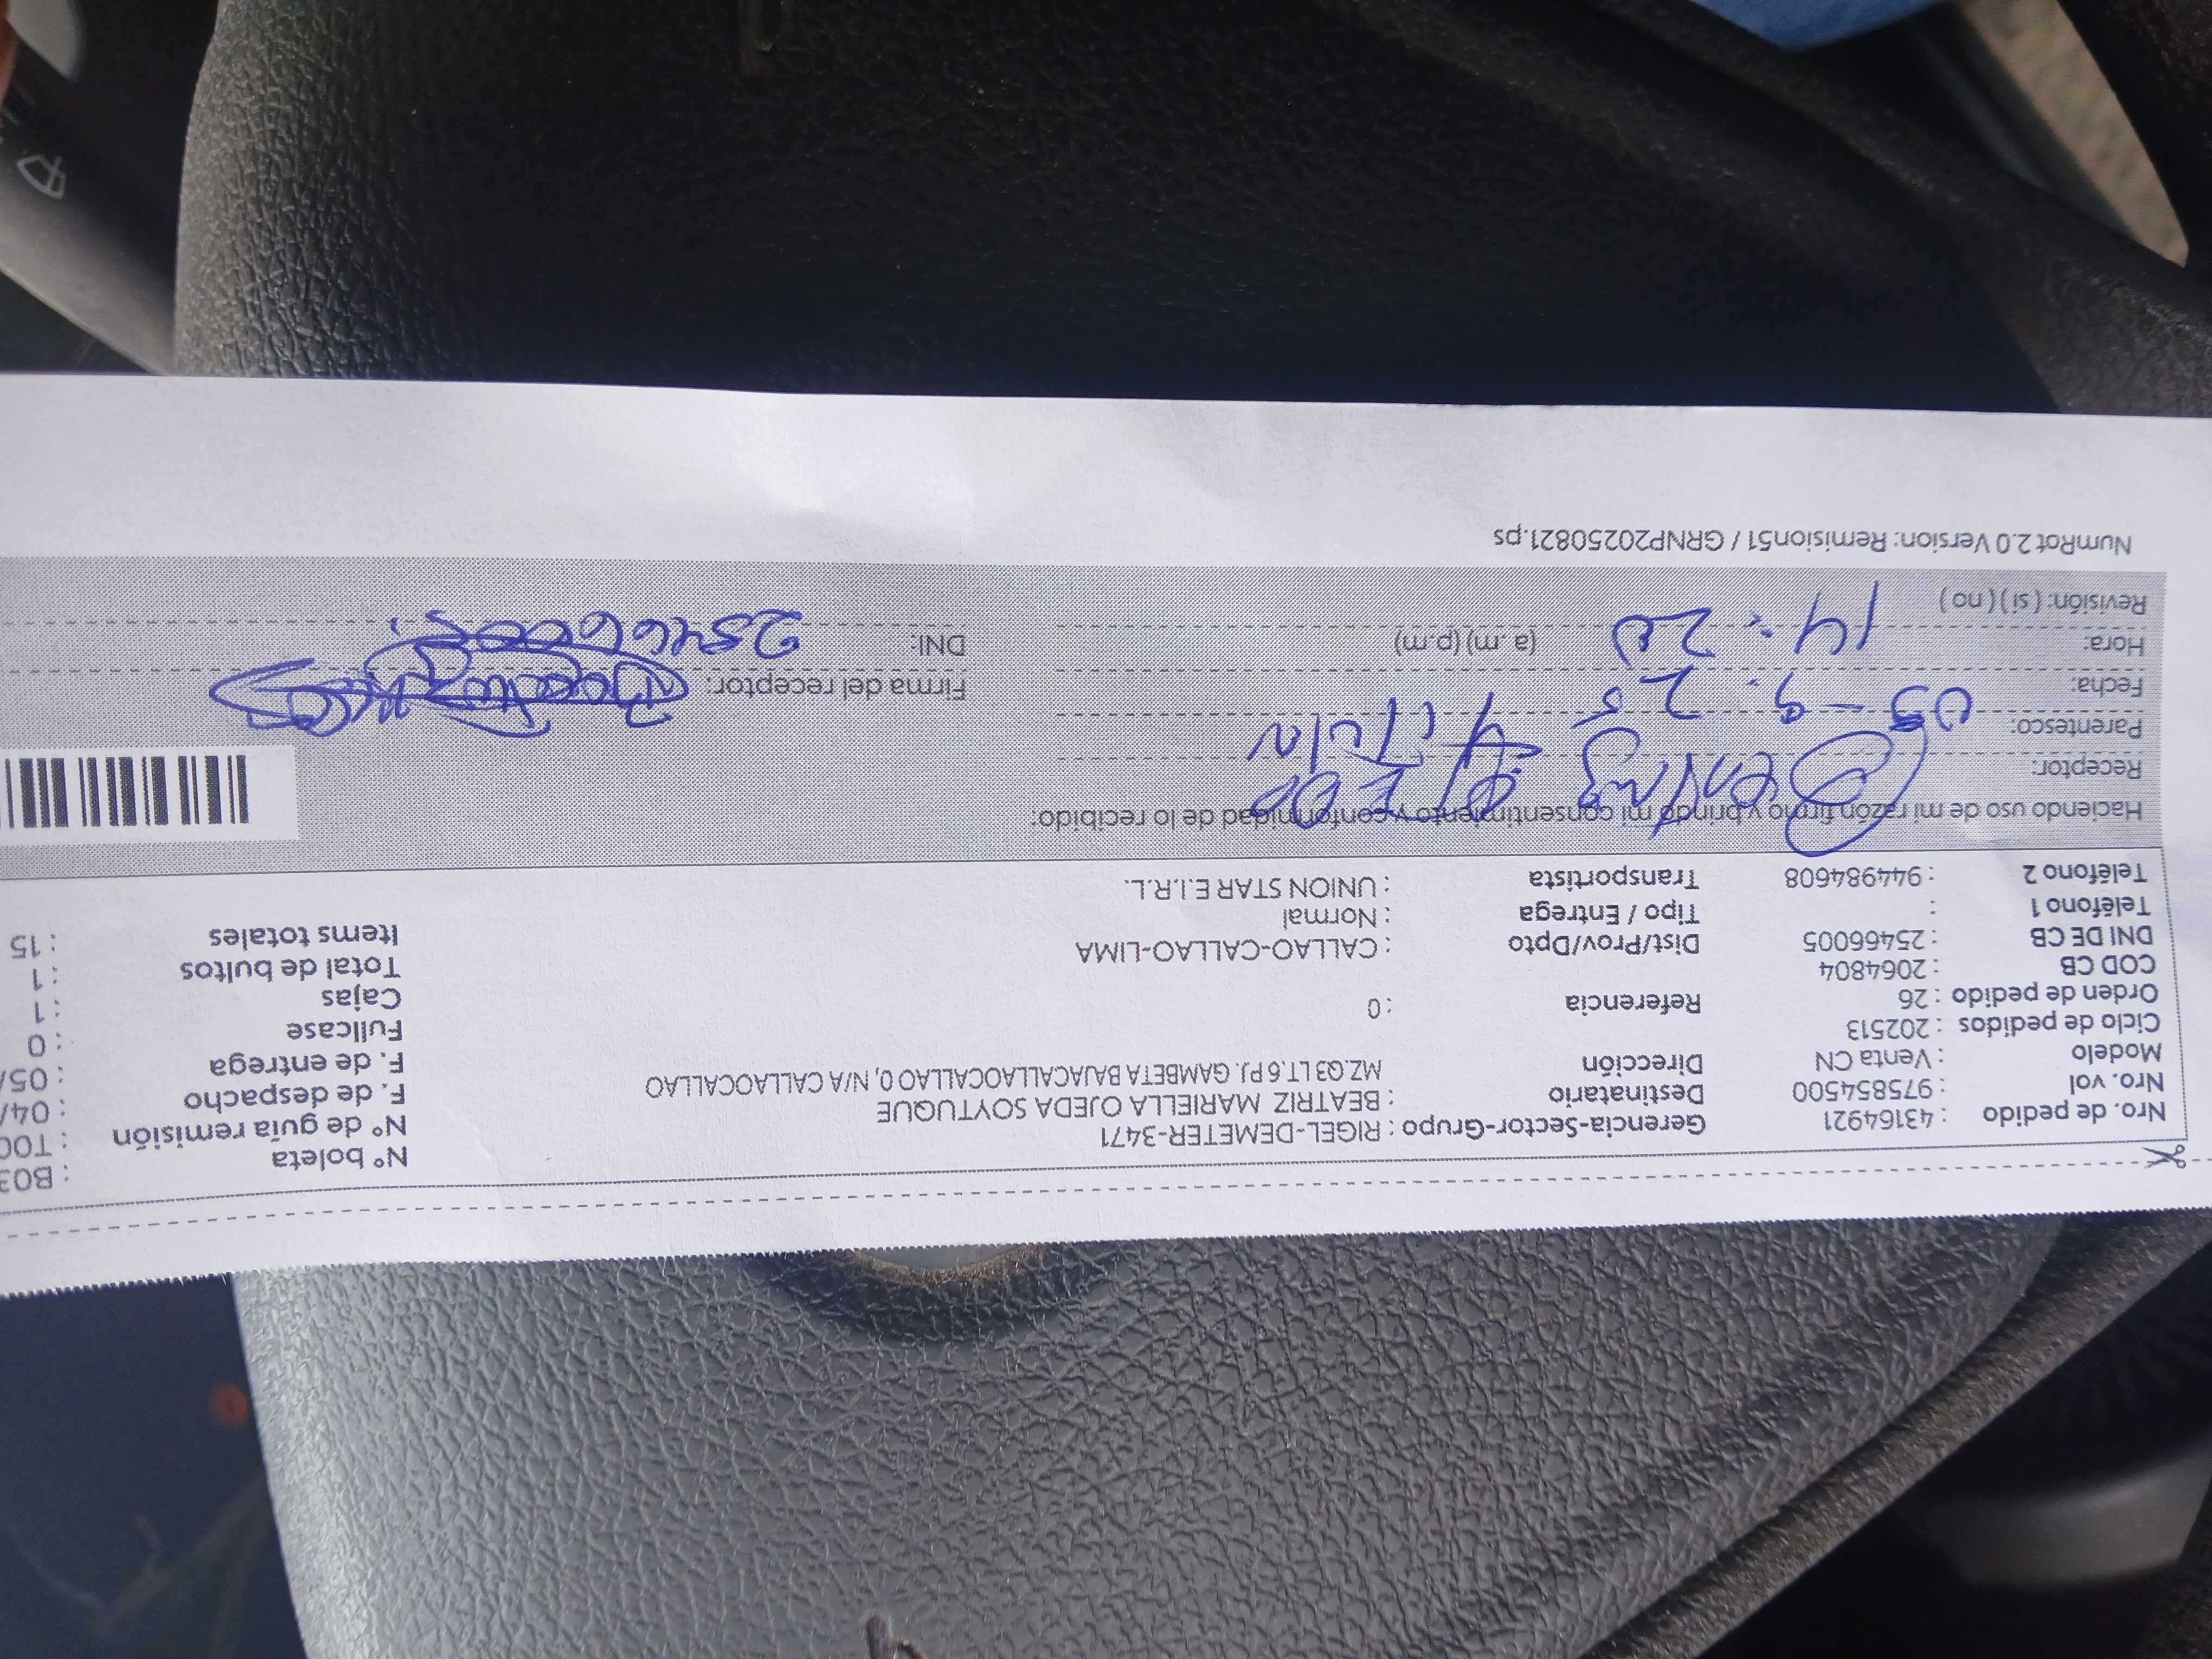 Nro. de pedido : 43164921 Gerencia-Sector-Grupo : RIGEL-DEMETER-3471 N° boleta : B03
Nro. vol : 975854500 Destinatario : BEATRIZ MARIELLA OJEDA SOYTUQUE N° de guía remisión : T00
Modelo : Venta CN Dirección MZ.Q3 LT.6 PJ. GAMBETA BAJACALLAOCALLAO 0, N/A CALLAOCALLAO F. de despacho : 04/
Ciclo de pedidos : 202513 F. de entrega : 05/
Orden de pedido : 26 Referencia : 0 Fullcase : 0
COD CB : 2064804 Cajas : 1
DNI DE CB : 25466005 Dist/Prov/Dpto : CALLAO-CALLAO-LIMA Total de bultos : 1
Teléfono 1 : Tipo / Entrega : Normal Items totales : 15
Teléfono 2 : 944984608 Transportista : UNION STAR E.I.R.L.
Haciendo uso de mi razón firmo y brindo mi consentimiento y conformidad de lo recibido:
Receptor:
Parentesco:
Firma del receptor:
Fecha: 05 - 9 - 25
Hora: 14:20 (a.m) (p.m) DNI:
Revisión: ( si ) ( no )
NumRot 2.0 Version: Remision51 / GRNP20250821.ps